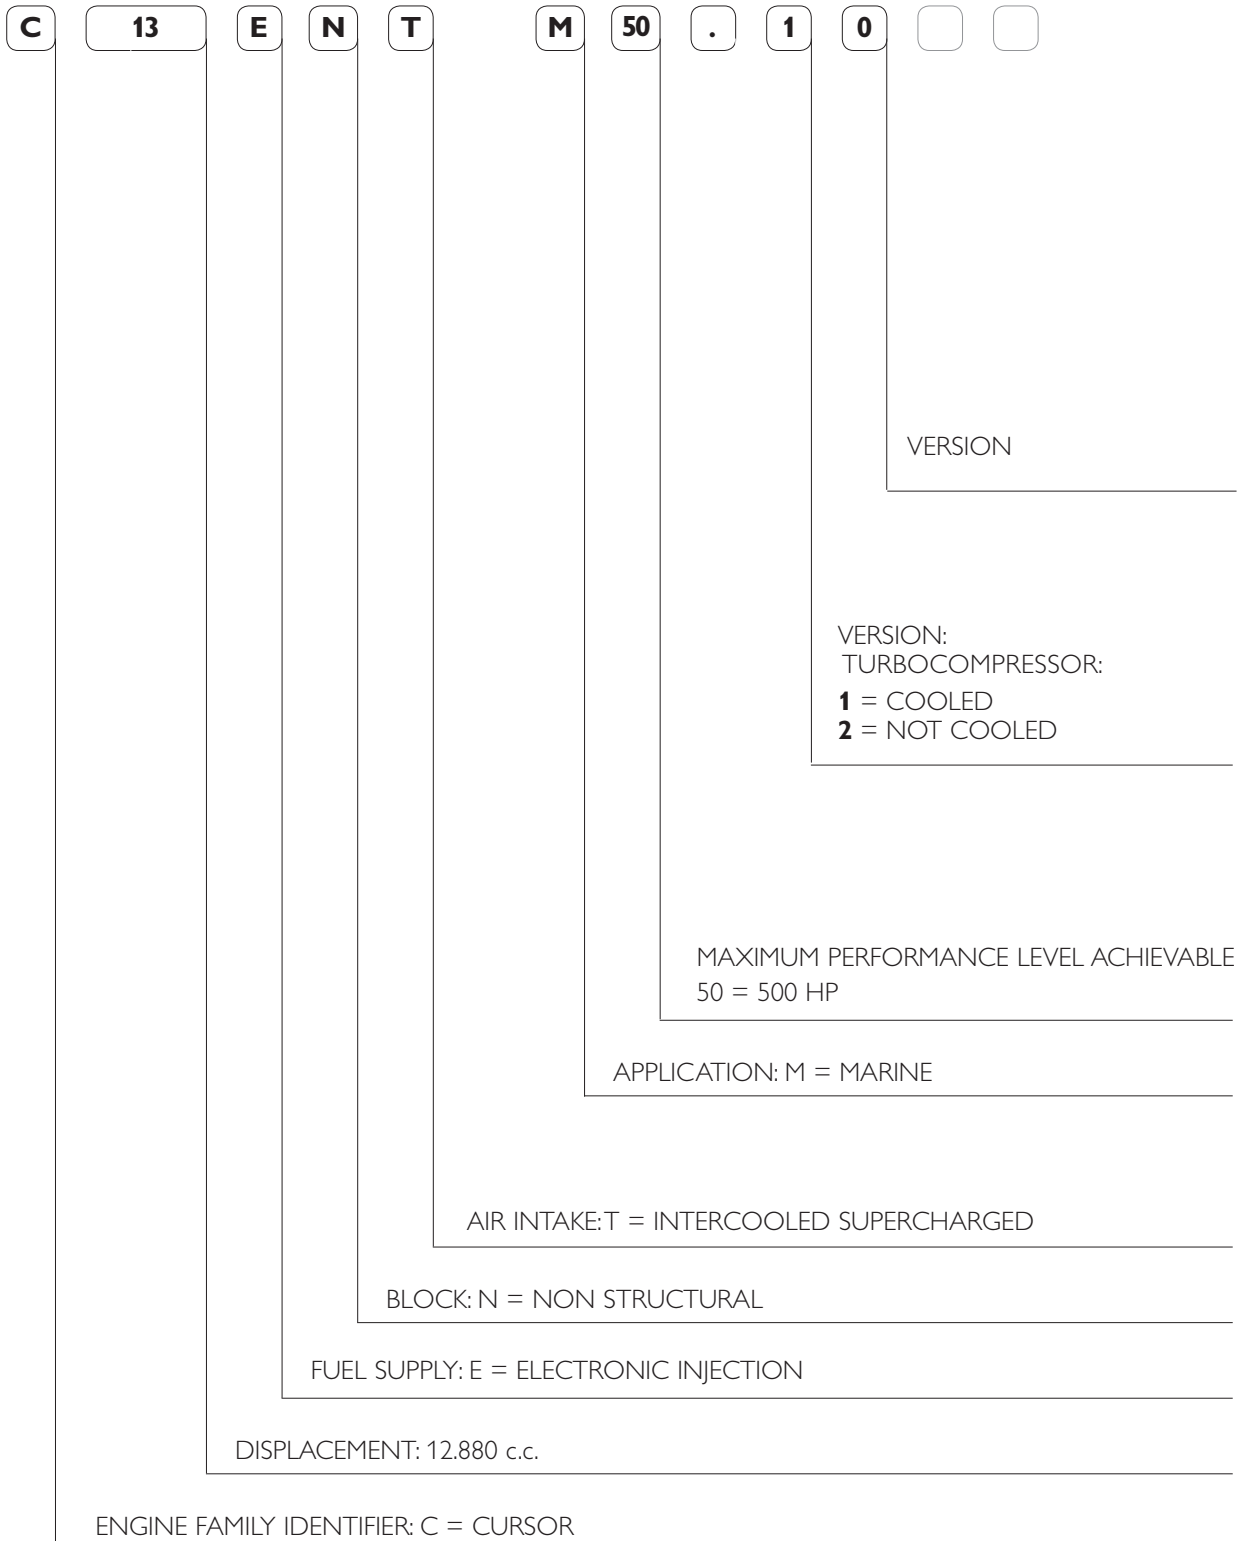 C 13 E N T M 50 . 1 0
VERSION
VERSION:
TURBOCOMPRESSOR:
1 = COOLED
2 = NOT COOLED
MAXIMUM PERFORMANCE LEVEL ACHIEVABLE
50 = 500 HP
APPLICATION: M = MARINE
AIR INTAKE: T = INTERCOOLED SUPERCHARGED
BLOCK: N = NON STRUCTURAL
FUEL SUPPLY: E = ELECTRONIC INJECTION
DISPLACEMENT: 12.880 c.c.
ENGINE FAMILY IDENTIFIER: C = CURSOR